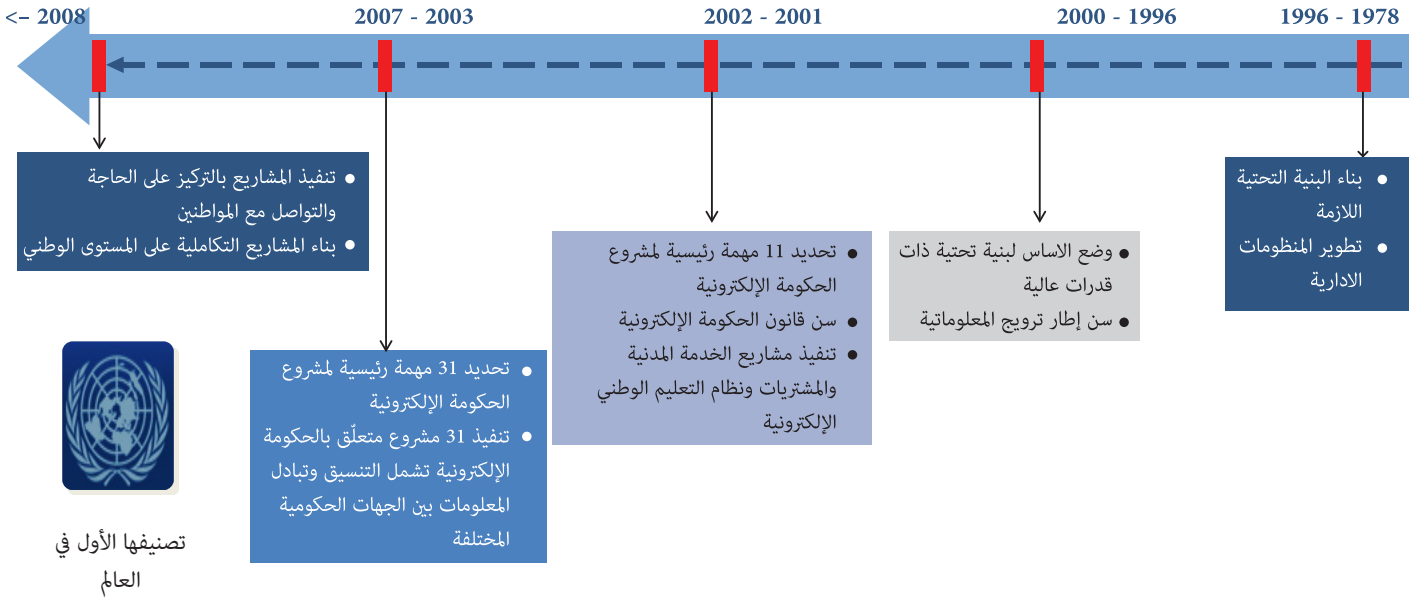 1996 - 1978
2000 - 1996
2002 - 2001
2007 - 2003
<- 2008
● بناء البنية التحتية
اللازمة
● تطوير المنظومات
الادارية
● وضع الاساس لبنية تحتية ذات
قدرات عالية
● سن إطار ترويج المعلوماتية
● تحديد 11 مهمة رئيسية لمشروع
الحكومة الإلكترونية
● سن قانون الحكومة الإلكترونية
● تنفيذ مشاريع الخدمة المدنية
والمشتريات ونظام التعليم الوطني
الإلكترونية
● تحديد 31 مهمة رئيسية لمشروع
الحكومة الإلكترونية
● تنفيذ 31 مشروع متعلّق بالحكومة
الإلكترونية تشمل التنسيق وتبادل
المعلومات بين الجهات الحكومية
المختلفة
● تنفيذ المشاريع بالتركيز على الحاجة
والتواصل مع المواطنين
● بناء المشاريع التكاملية على المستوى الوطني
تصنيفها الأول في
العالم